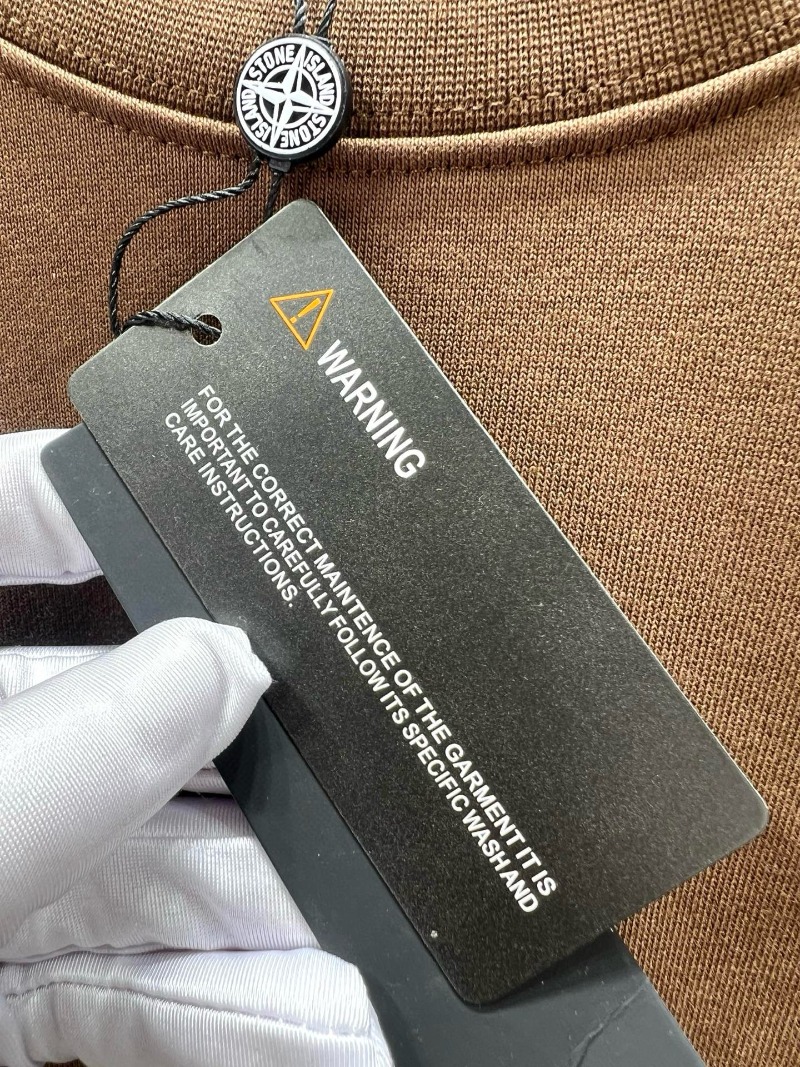 STONE ISLAND STONE ISLAND
WARNING
FOR THE CORRECT MAINTENCE OF THE GARMENT IT IS
IMPORTANT TO CAREFULLY FOLLOW ITS SPECIFIC WASH AND
CARE INSTRUCTIONS.